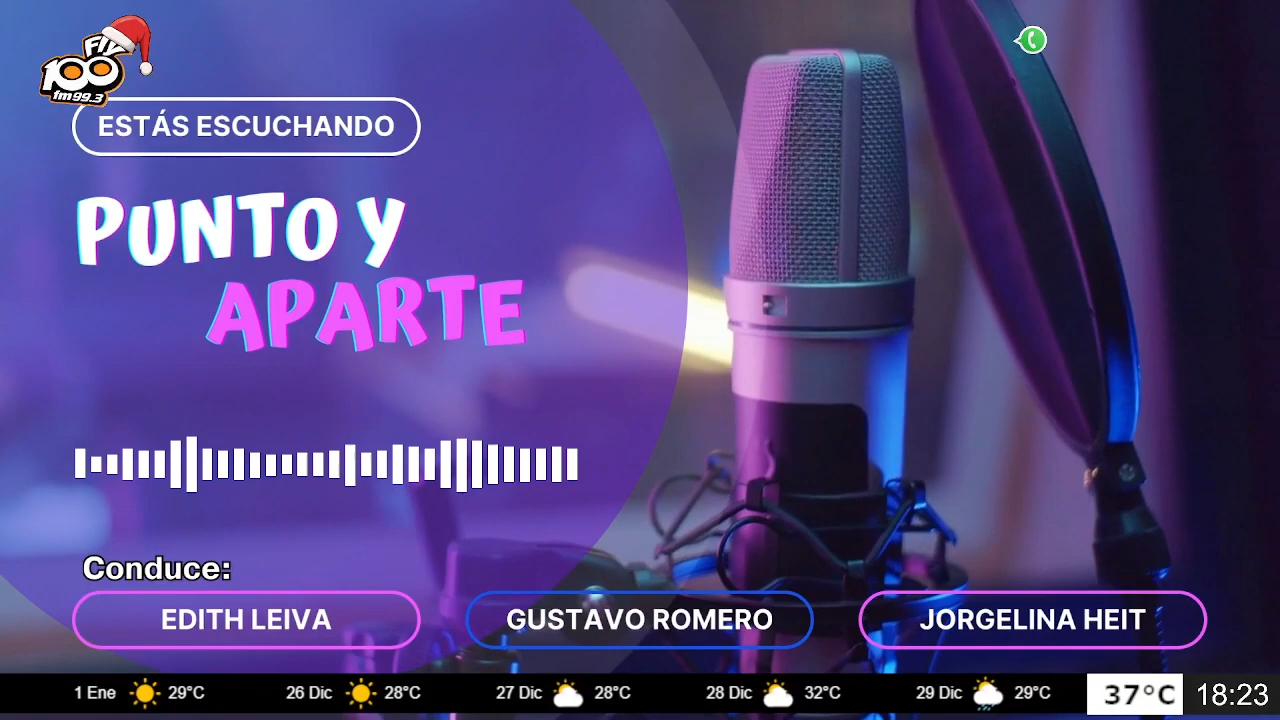 FLY
100
fm99.3
ESTÁS ESCUCHANDO
PUNTO Y
APARTE
Conduce:
EDITH LEIVA
GUSTAVO ROMERO
JORGELINA HEIT
1 Ene 29°C 26 Dic 28°C 27 Dic 28°C 28 Dic 32°C 29 Dic 29°C 37°C 18:23